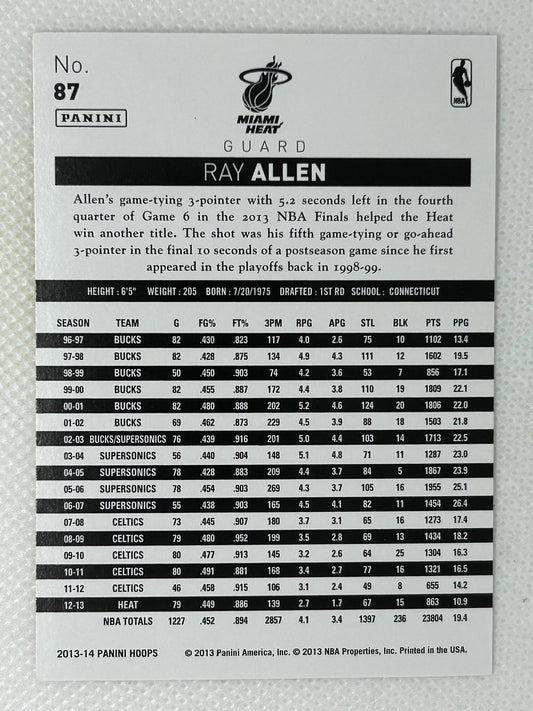 No.
87
PANINI
MIAMI
HEAT
NBA
GUARD
RAY ALLEN
Allen's game-tying 3-pointer with 5.2 seconds left in the fourth
quarter of Game 6 in the 2013 NBA Finals helped the Heat
win another title. The shot was his fifth game-tying or go-ahead
3-pointer in the final 10 seconds of a postseason game since he first
appeared in the playoffs back in 1998-99.
HEIGHT : 6'5" WEIGHT : 205 BORN : 7/20/1975 DRAFTED : 1ST RD SCHOOL : CONNECTICUT
SEASON TEAM G FG% FT% 3PM RPG APG STL BLK PTS PPG
96-97 BUCKS 82 .430 .823 117 4.0 2.6 75 10 1102 13.4
97-98 BUCKS 82 .428 .875 134 4.9 4.3 111 12 1602 19.5
98-99 BUCKS 50 .450 .903 74 4.2 3.6 53 7 856 17.1
99-00 BUCKS 82 .455 .887 172 4.4 3.8 110 19 1809 22.1
00-01 BUCKS 82 .480 .888 202 5.2 4.6 124 20 1806 22.0
01-02 BUCKS 69 .462 .873 229 4.5 3.9 88 18 1503 21.8
02-03 BUCKS/SUPERSONICS 76 .439 .916 201 5.0 4.4 103 14 1713 22.5
03-04 SUPERSONICS 56 .440 .904 148 5.1 4.8 71 11 1287 23.0
04-05 SUPERSONICS 78 .428 .883 209 4.4 3.7 84 5 1867 23.9
05-06 SUPERSONICS 78 .454 .903 269 4.3 3.7 105 16 1955 25.1
06-07 SUPERSONICS 55 .438 .903 165 4.5 4.1 82 11 1454 26.4
07-08 CELTICS 73 .445 .907 180 3.7 3.1 65 16 1273 17.4
08-09 CELTICS 79 .480 .952 199 3.5 2.8 69 13 1434 18.2
09-10 CELTICS 80 .477 .913 145 3.2 2.6 64 25 1304 16.3
10-11 CELTICS 80 .491 .881 168 3.4 2.7 77 16 1321 16.5
11-12 CELTICS 46 .458 .915 106 3.1 2.4 49 8 655 14.2
12-13 HEAT 79 .449 .886 139 2.7 1.7 67 15 863 10.9
NBA TOTALS 1227 .452 .894 2857 4.1 3.4 1397 236 23804 19.4
2013-14 PANINI HOOPS © 2013 Panini America, Inc. © 2013 NBA Properties, Inc. Printed in the USA.